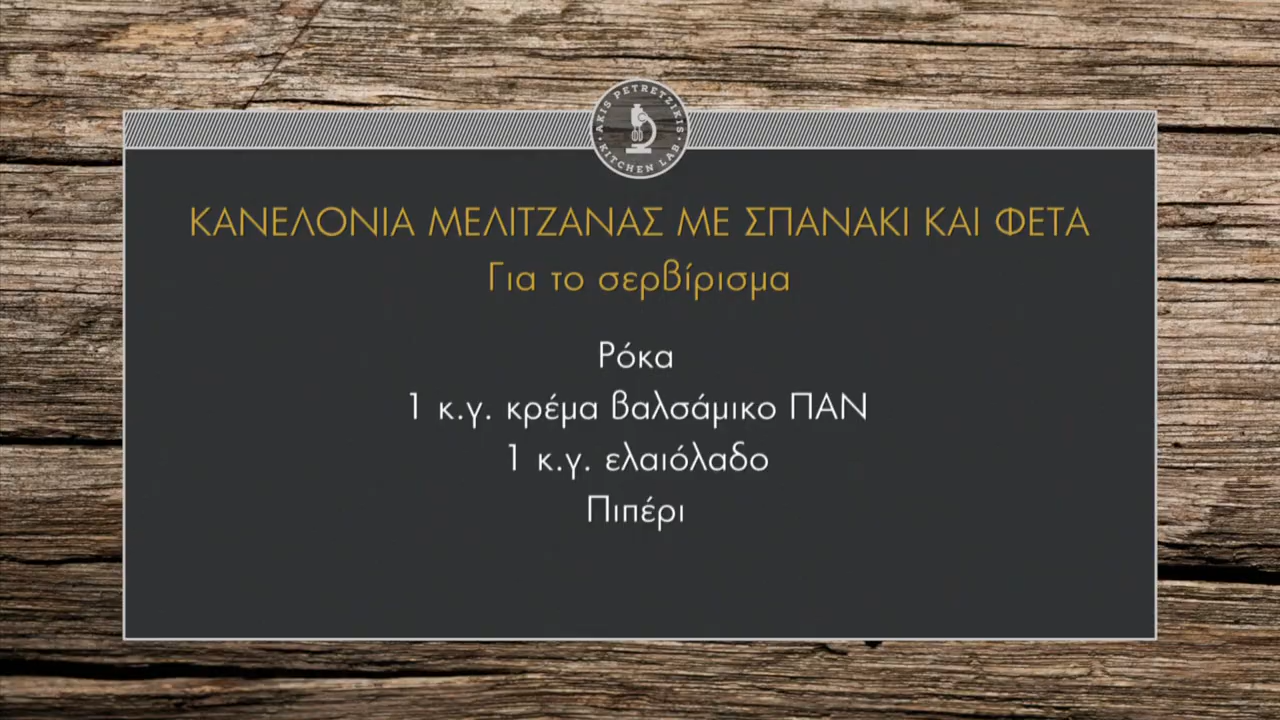 AKIS PETRETZIKIS
KITCHEN LAB
ΚΑΝΕΛΟΝΙΑ ΜΕΛΙΤΖΑΝΑΣ ΜΕ ΣΠΑΝΑΚΙ ΚΑΙ ΦΕΤΑ
Για το σερβίρισμα
Ρόκα
1 κ.γ. κρέμα βαλσάμικο ΠΑΝ
1 κ.γ. ελαιόλαδο
Πιπέρι